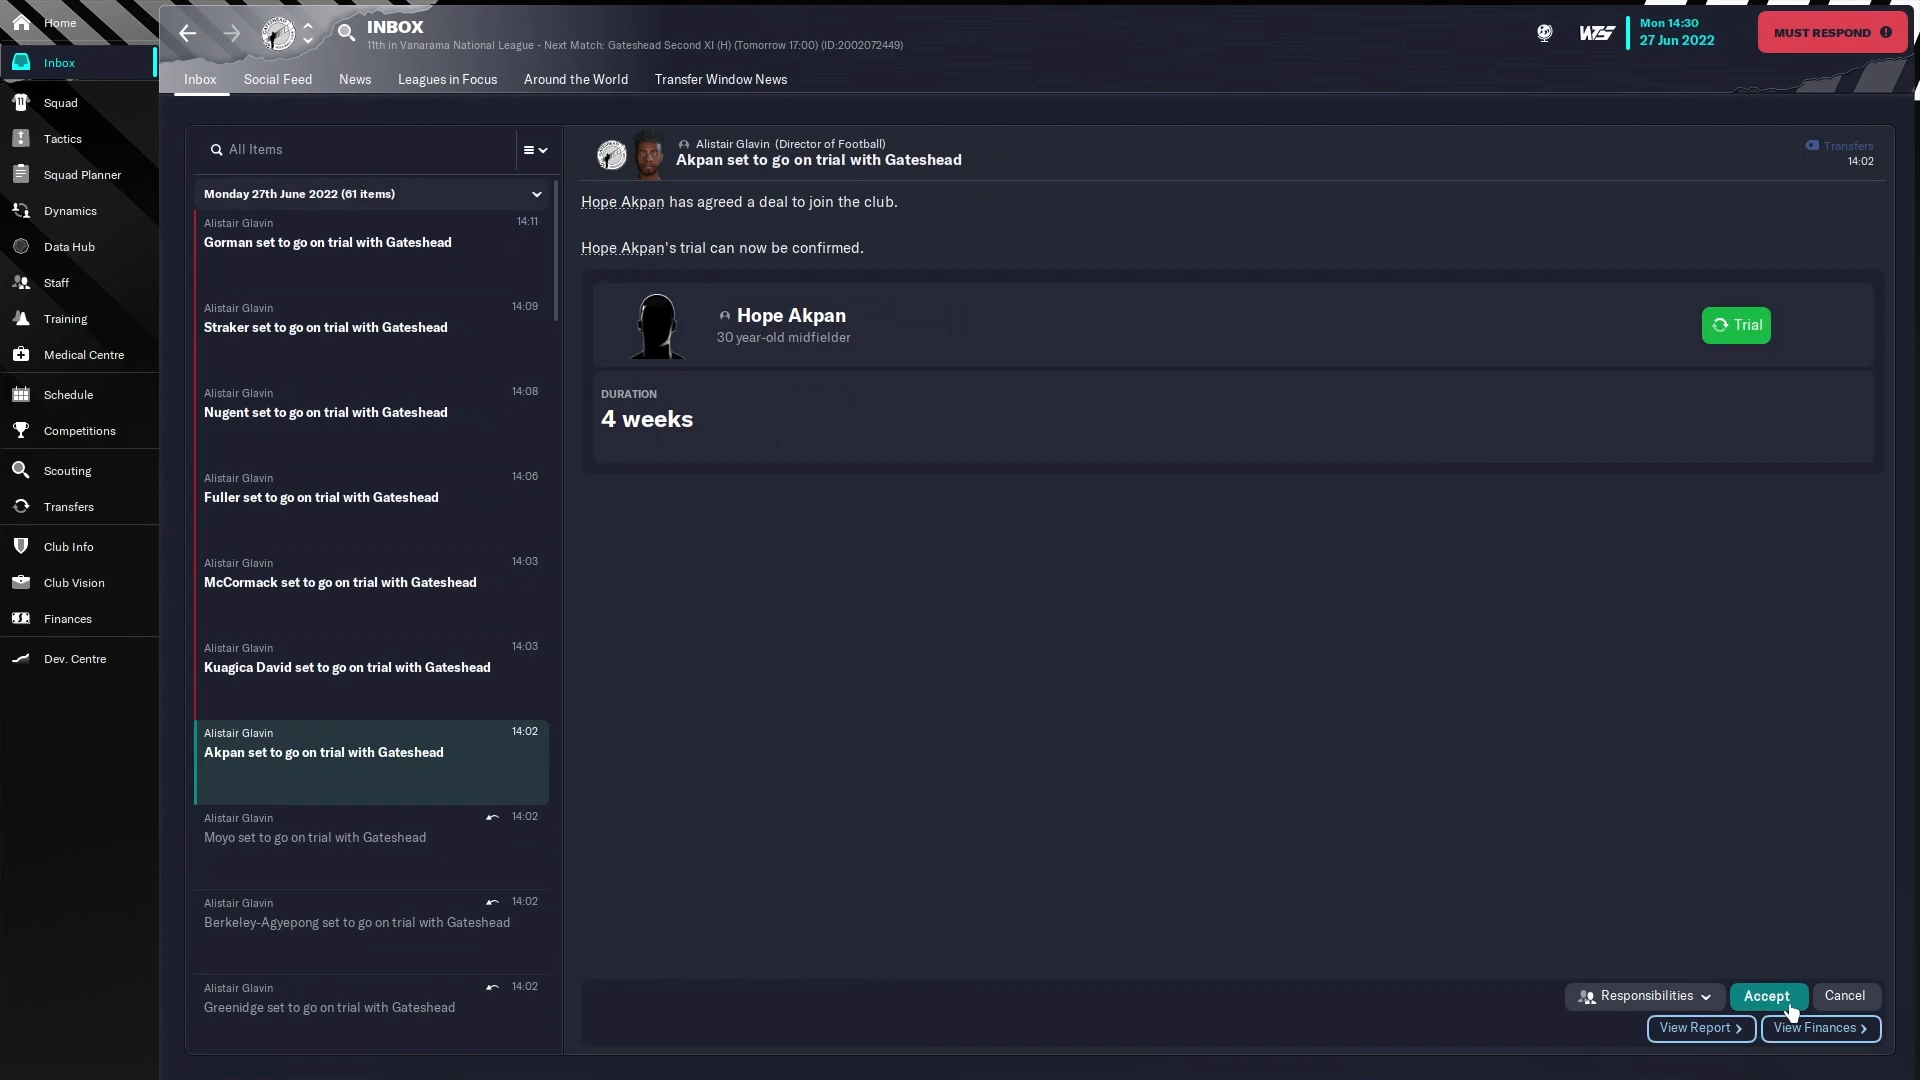 Home
Inbox
Squad
Tactics
Squad Planner
Dynamics
Data Hub
Staff
Training
Medical Centre
Schedule
Competitions
Scouting
Transfers
Club Info
Club Vision
Finances
Dev. Centre
INBOX
11th in Vanarama National League - Next Match: Gateshead Second XI (H) (Tomorrow 17:00) (ID:2002072449)
Mon 14:30
27 Jun 2022
MUST RESPOND
Inbox Social Feed News Leagues in Focus Around the World Transfer Window News
All Items
Monday 27th June 2022 (61 items)
Alistair Glavin 14:11
Gorman set to go on trial with Gateshead
Alistair Glavin 14:09
Straker set to go on trial with Gateshead
Alistair Glavin 14:08
Nugent set to go on trial with Gateshead
Alistair Glavin 14:06
Fuller set to go on trial with Gateshead
Alistair Glavin 14:03
McCormack set to go on trial with Gateshead
Alistair Glavin 14:03
Kuagica David set to go on trial with Gateshead
Alistair Glavin 14:02
Akpan set to go on trial with Gateshead
Alistair Glavin 14:02
Moyo set to go on trial with Gateshead
Alistair Glavin 14:02
Berkeley-Agyepong set to go on trial with Gateshead
Alistair Glavin 14:02
Greenidge set to go on trial with Gateshead
Alistair Glavin (Director of Football)
Akpan set to go on trial with Gateshead
Transfers
14:02
Hope Akpan has agreed a deal to join the club.
Hope Akpan's trial can now be confirmed.
Hope Akpan
30 year-old midfielder
Trial
DURATION
4 weeks
Responsibilities Accept Cancel
View Report View Finances